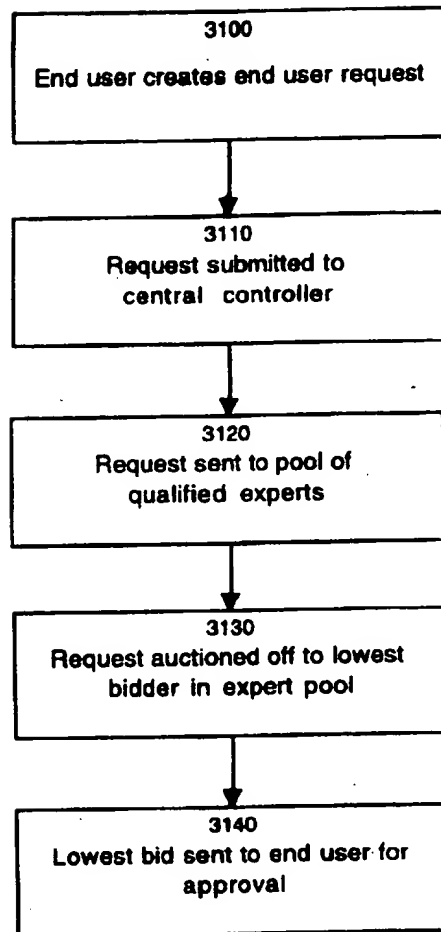 3100
End user creates end user request
3110
Request submitted to
central controller
3120
Request sent to pool of
qualified experts
3130
Request auctioned off to lowest
bidder in expert pool
3140
Lowest bid sent to end user for
approval